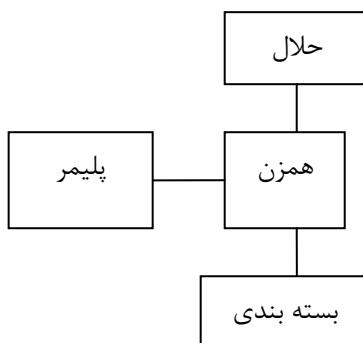 حلال
همزن
پلیمر
بسته بندی